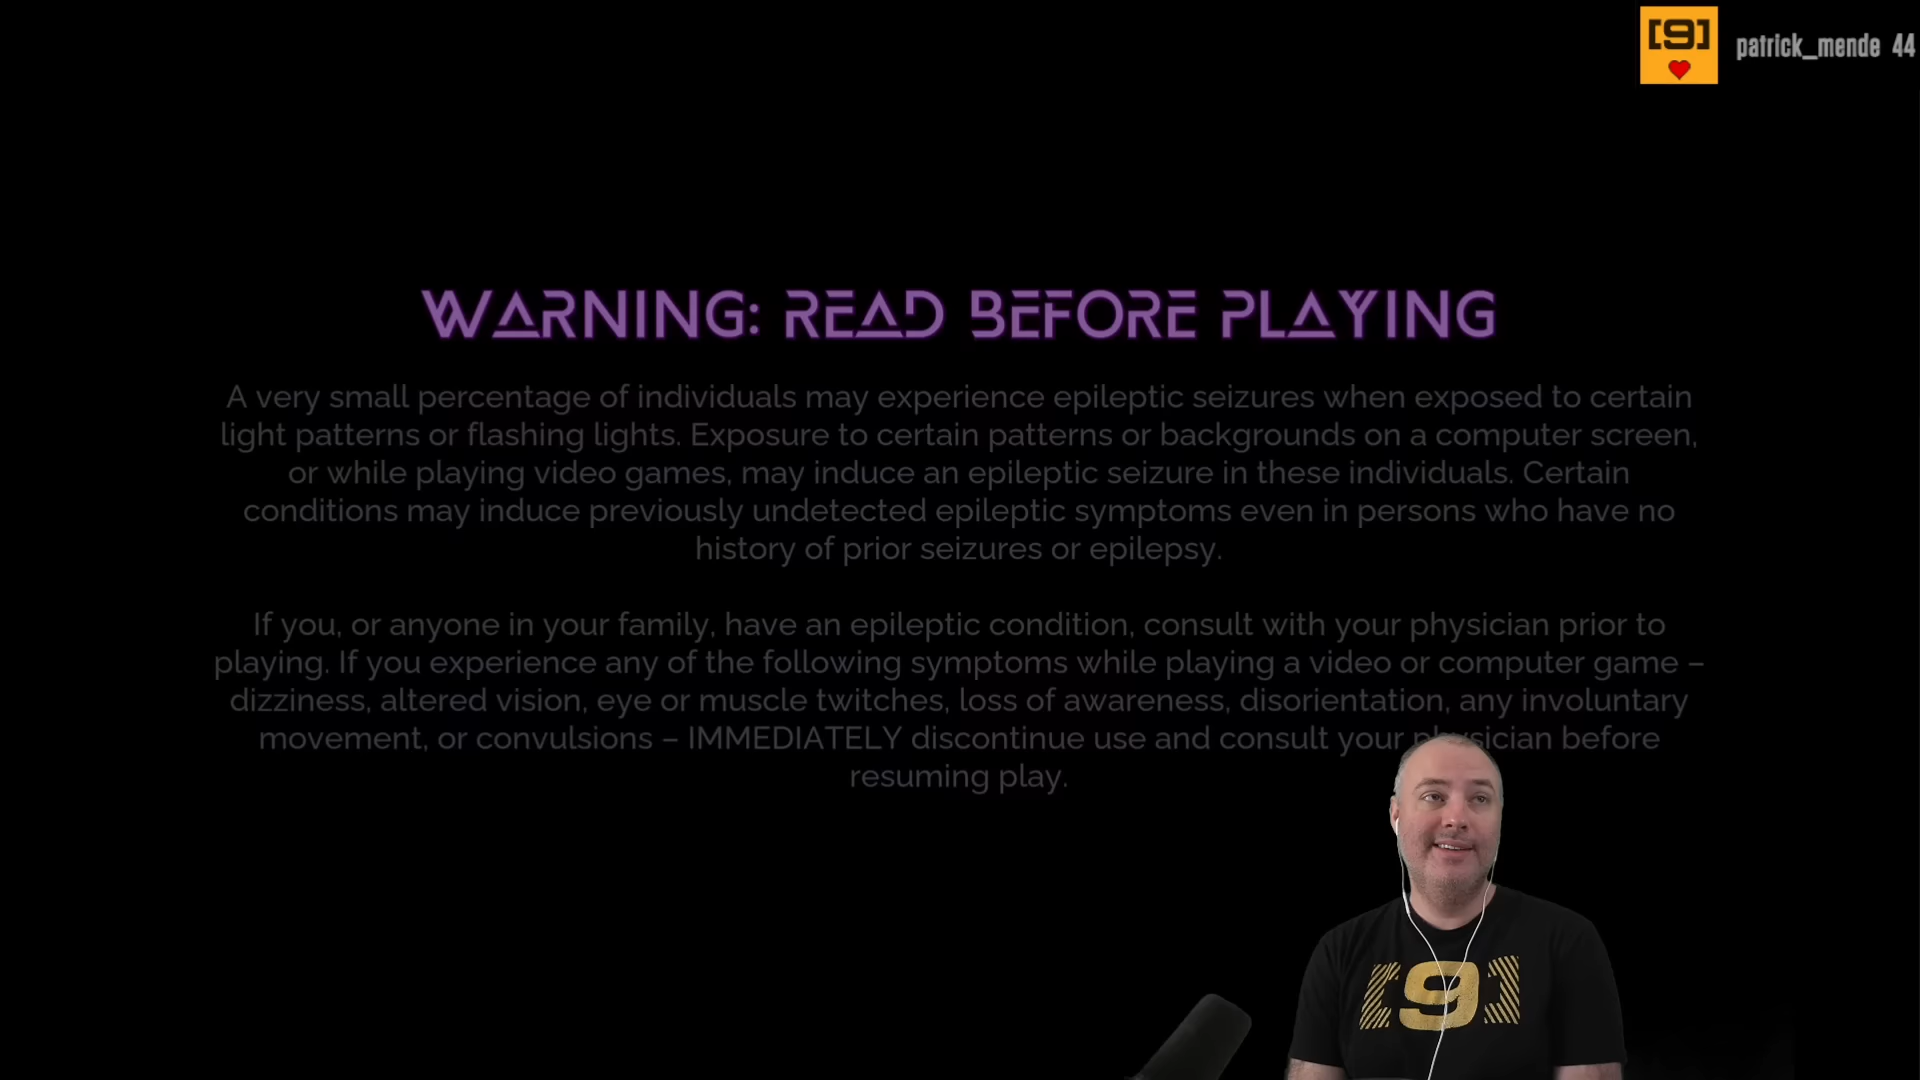 [9]
patrick_mende 44
WARNING: READ BEFORE PLAYING
A very small percentage of individuals may experience epileptic seizures when exposed to certain
light patterns or flashing lights. Exposure to certain patterns or backgrounds on a computer screen,
or while playing video games, may induce an epileptic seizure in these individuals. Certain
conditions may induce previously undetected epileptic symptoms even in persons who have no
history of prior seizures or epilepsy.
If you, or anyone in your family, have an epileptic condition, consult with your physician prior to
playing. If you experience any of the following symptoms while playing a video or computer game –
dizziness, altered vision, eye or muscle twitches, loss of awareness, disorientation, any involuntary
movement, or convulsions – IMMEDIATELY discontinue use and consult your physician before
resuming play.
[9]